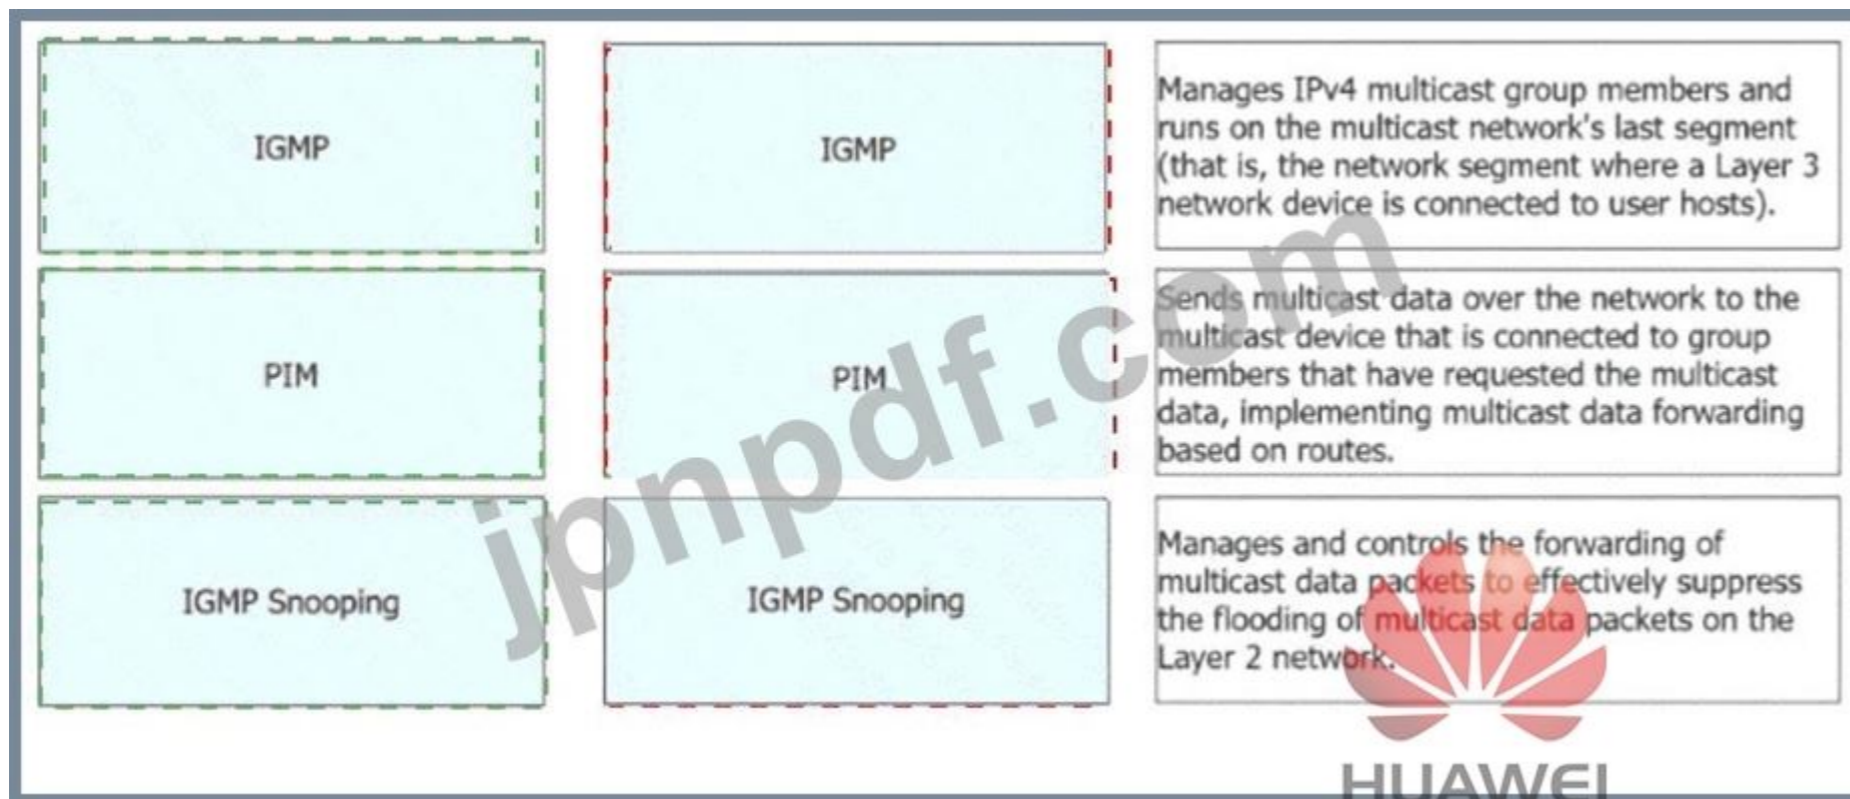 IGMP
IGMP
Manages IPv4 multicast group members and
runs on the multicast network's last segment
(that is, the network segment where a Layer 3
network device is connected to user hosts).
PIM
PIM
Sends multicast data over the network to the
multicast device that is connected to group
members that have requested the multicast
data, implementing multicast data forwarding
based on routes.
IGMP Snooping
IGMP Snooping
Manages and controls the forwarding of
multicast data packets to effectively suppress
the flooding of multicast data packets on the
Layer 2 network.
jpnpdf.com
HUAWEI